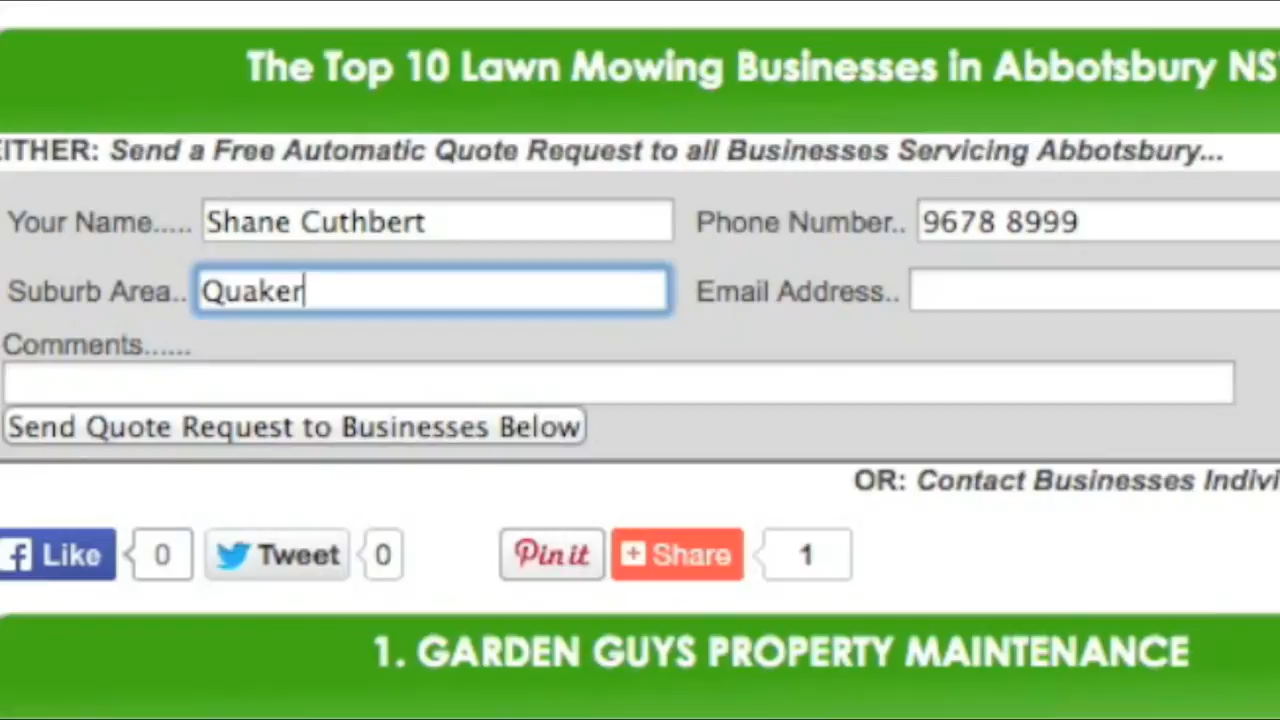 The Top 10 Lawn Mowing Businesses in Abbotsbury NS
EITHER: Send a Free Automatic Quote Request to all Businesses Servicing Abbotsbury...
Your Name..... Shane Cuthbert Phone Number.. 9678 8999
Suburb Area.. Quaker Email Address..
Comments......
Send Quote Request to Businesses Below
OR: Contact Businesses Indivi
Like 0 Tweet 0 Pin it Share 1
1. GARDEN GUYS PROPERTY MAINTENANCE